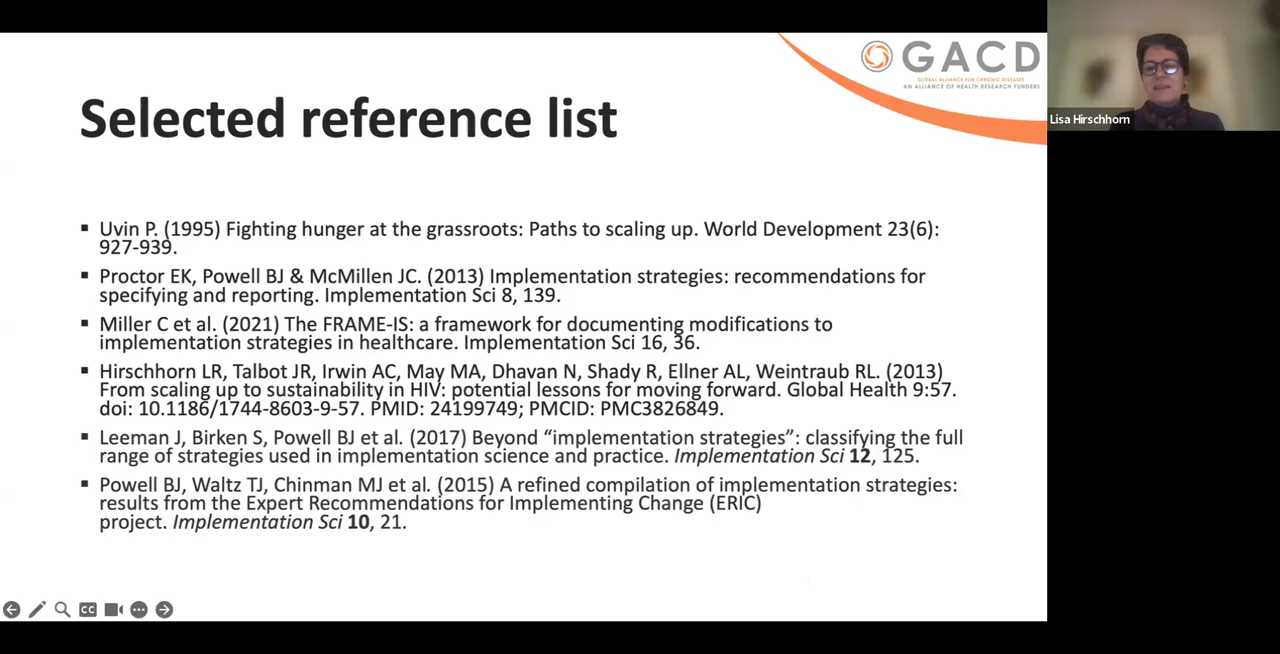 GACD
GLOBAL ALLIANCE FOR CHRONIC DISEASES
AN ALLIANCE OF HEALTH RESEARCH FUNDERS
Lisa Hirschhorn
Selected reference list
▪ Uvin P. (1995) Fighting hunger at the grassroots: Paths to scaling up. World Development 23(6):
927-939.
▪ Proctor EK, Powell BJ & McMillen JC. (2013) Implementation strategies: recommendations for
specifying and reporting. Implementation Sci 8, 139.
▪ Miller C et al. (2021) The FRAME-IS: a framework for documenting modifications to
implementation strategies in healthcare. Implementation Sci 16, 36.
▪ Hirschhorn LR, Talbot JR, Irwin AC, May MA, Dhavan N, Shady R, Ellner AL, Weintraub RL. (2013)
From scaling up to sustainability in HIV: potential lessons for moving forward. Global Health 9:57.
doi: 10.1186/1744-8603-9-57. PMID: 24199749; PMCID: PMC3826849.
▪ Leeman J, Birken S, Powell BJ et al. (2017) Beyond “implementation strategies”: classifying the full
range of strategies used in implementation science and practice. Implementation Sci 12, 125.
▪ Powell BJ, Waltz TJ, Chinman MJ et al. (2015) A refined compilation of implementation strategies:
results from the Expert Recommendations for Implementing Change (ERIC)
project. Implementation Sci 10, 21.
CC